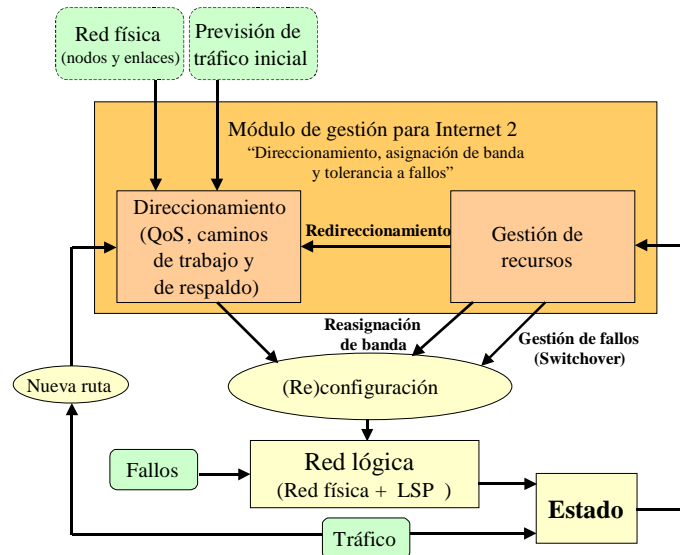 Red física
(nodos y enlaces)
Previsión de
tráfico inicial
Módulo de gestión para Internet 2
“Direccionamiento, asignación de banda
y tolerancia a fallos”
Direccionamiento
(QoS, caminos
de trabajo y
de respaldo)
Redireccionamiento
Gestión de
recursos
Reasignación
de banda
Gestión de fallos
(Switchover)
Nueva ruta
(Re)configuración
Fallos
Red lógica
(Red física + LSP )
Estado
Tráfico